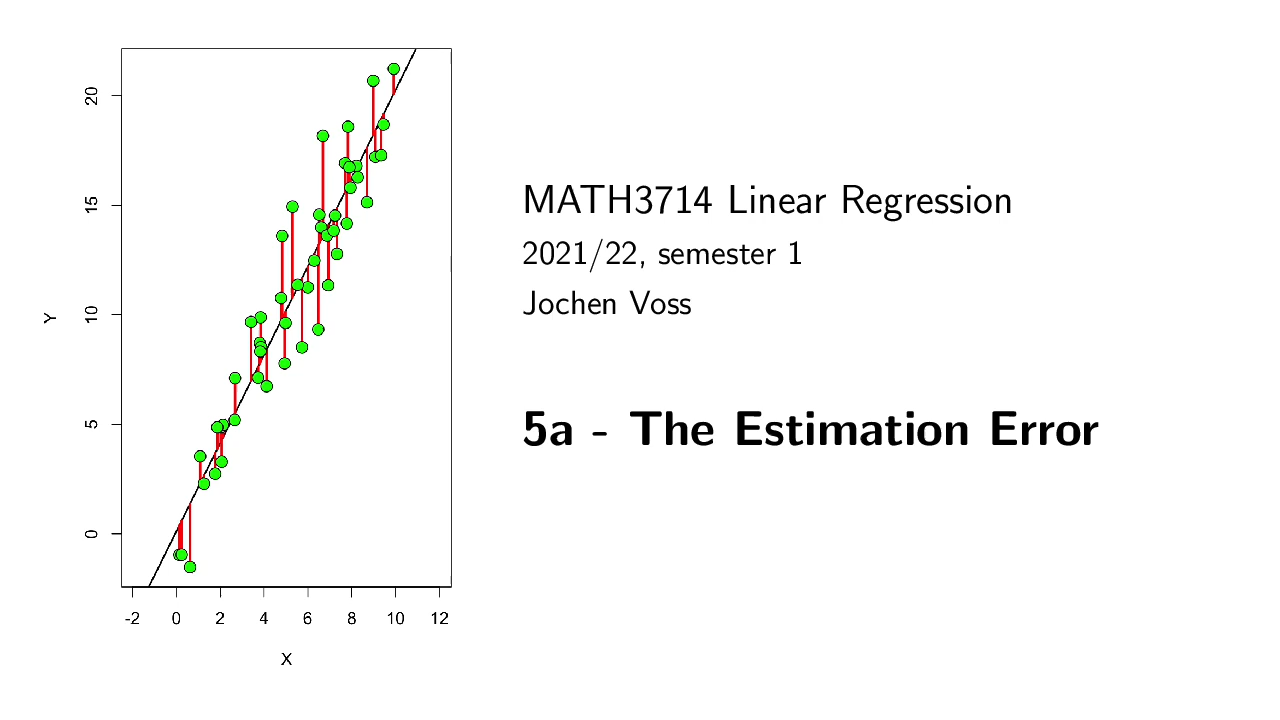 MATH3714 Linear Regression
2021/22, semester 1
Jochen Voss
5a - The Estimation Error
Y
20
15
10
5
0
-2 0 2 4 6 8 10 12
X